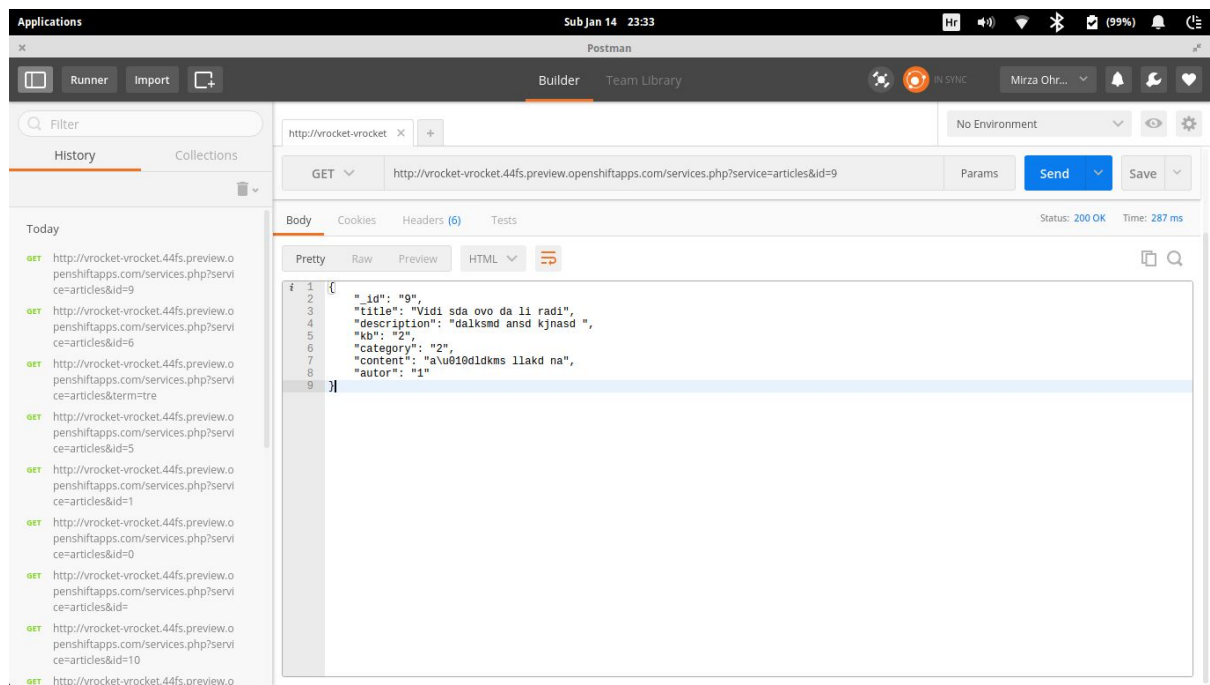 Applications
Sub Jan 14 23:33
Hr
(99%)
Postman
Runner
Import
Builder
Team Library
IN SYNC
Mirza Ohr...
Filter
History
Collections
http://vrocket-vrocket
No Environment
GET
http://vrocket-vrocket.44fs.preview.openshiftapps.com/services.php?service=articles&id=9
Params
Send
Save
Body
Cookies
Headers (6)
Tests
Status: 200 OK
Time: 287 ms
Pretty
Raw
Preview
HTML
i 1 {
2 "_id": "9",
3 "title": "Vidi sda ovo da li radi",
4 "description": "dalksmd ansd kjnasd ",
5 "kb": "2",
6 "category": "2",
7 "content": "a\u010dldkms llakd na",
8 "autor": "1"
9 }
Today
GET http://vrocket-vrocket.44fs.preview.o
penshiftapps.com/services.php?servi
ce=articles&id=9
GET http://vrocket-vrocket.44fs.preview.o
penshiftapps.com/services.php?servi
ce=articles&id=6
GET http://vrocket-vrocket.44fs.preview.o
penshiftapps.com/services.php?servi
ce=articles&term=tre
GET http://vrocket-vrocket.44fs.preview.o
penshiftapps.com/services.php?servi
ce=articles&id=5
GET http://vrocket-vrocket.44fs.preview.o
penshiftapps.com/services.php?servi
ce=articles&id=1
GET http://vrocket-vrocket.44fs.preview.o
penshiftapps.com/services.php?servi
ce=articles&id=0
GET http://vrocket-vrocket.44fs.preview.o
penshiftapps.com/services.php?servi
ce=articles&id=
GET http://vrocket-vrocket.44fs.preview.o
penshiftapps.com/services.php?servi
ce=articles&id=10
GET http://vrocket-vrocket.44fs.preview.o